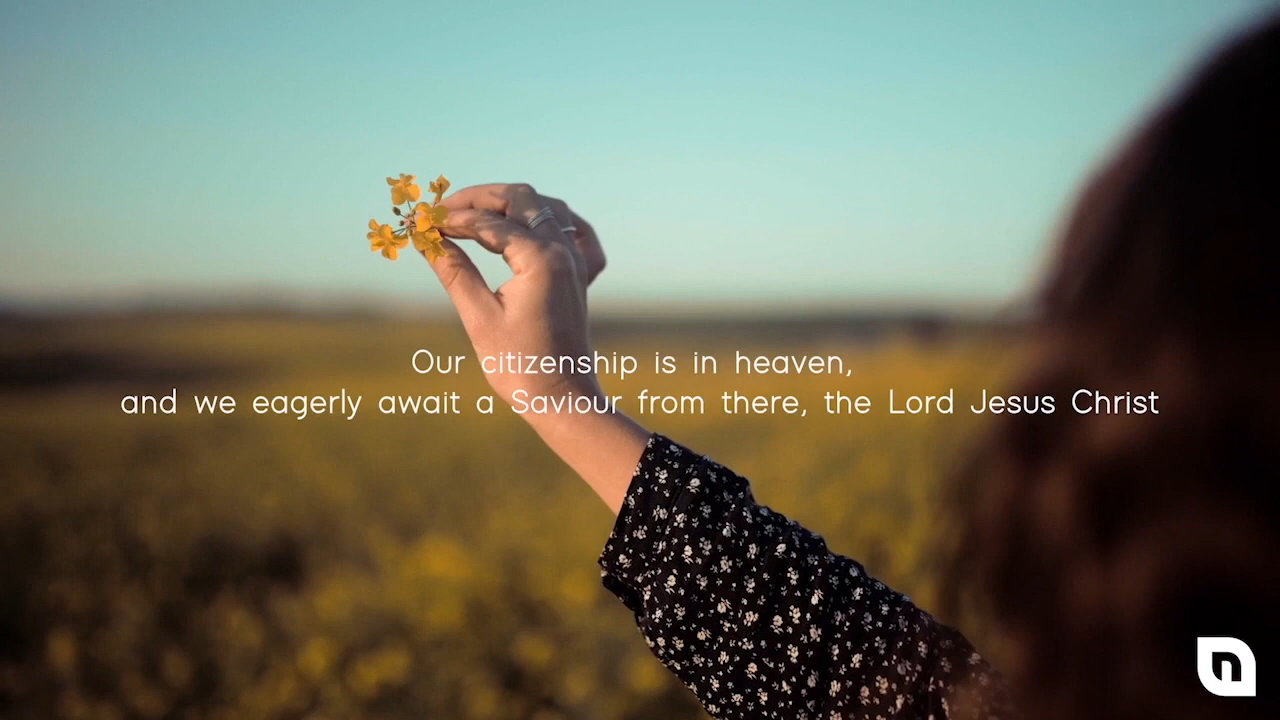 Our citizenship is in heaven,
and we eagerly await a Saviour from there, the Lord Jesus Christ